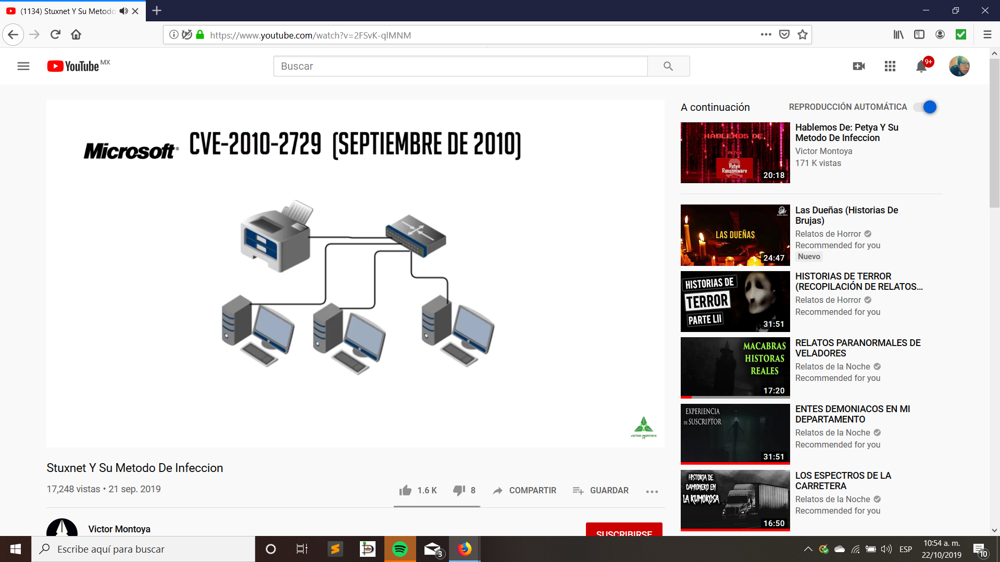 (1134) Stuxnet Y Su Metodo
https://www.youtube.com/watch?v=2FSvK-qlMNM
YouTube MX
Buscar
9+
Microsoft® CVE-2010-2729 (SEPTIEMBRE DE 2010)
VICTOR MONTOYA
YT
Stuxnet Y Su Metodo De Infeccion
17,248 vistas • 21 sep. 2019
1.6 K
8
COMPARTIR
GUARDAR
Victor Montoya
SUSCRIBIRSE
A continuación
REPRODUCCIÓN AUTOMÁTICA
HABLEMOS DE
PETYA
Petya
Ransomware
20:18
Hablemos De: Petya Y Su
Metodo De Infeccion
Victor Montoya
171 K vistas
LAS DUEÑAS
24:47
Las Dueñas (Historias De
Brujas)
Relatos de Horror
Recommended for you
Nuevo
HISTORIAS DE
TERROR
PARTE LII
31:51
HISTORIAS DE TERROR
(RECOPILACIÓN DE RELATOS...
Relatos de Horror
Recommended for you
MACABRAS
HISTORAS
REALES
17:20
RELATOS PARANORMALES DE
VELADORES
Relatos de la Noche
Recommended for you
EXPERIENCIA
DE SUSCRIPTOR
31:51
ENTES DEMONIACOS EN MI
DEPARTAMENTO
Relatos de la Noche
Recommended for you
HISTORIA DE
CAMIONERO EN
LA RUMOROSA
16:50
LOS ESPECTROS DE LA
CARRETERA
Relatos de la Noche
Recommended for you
Escribe aquí para buscar
3
ESP
10:54 a. m.
22/10/2019
10